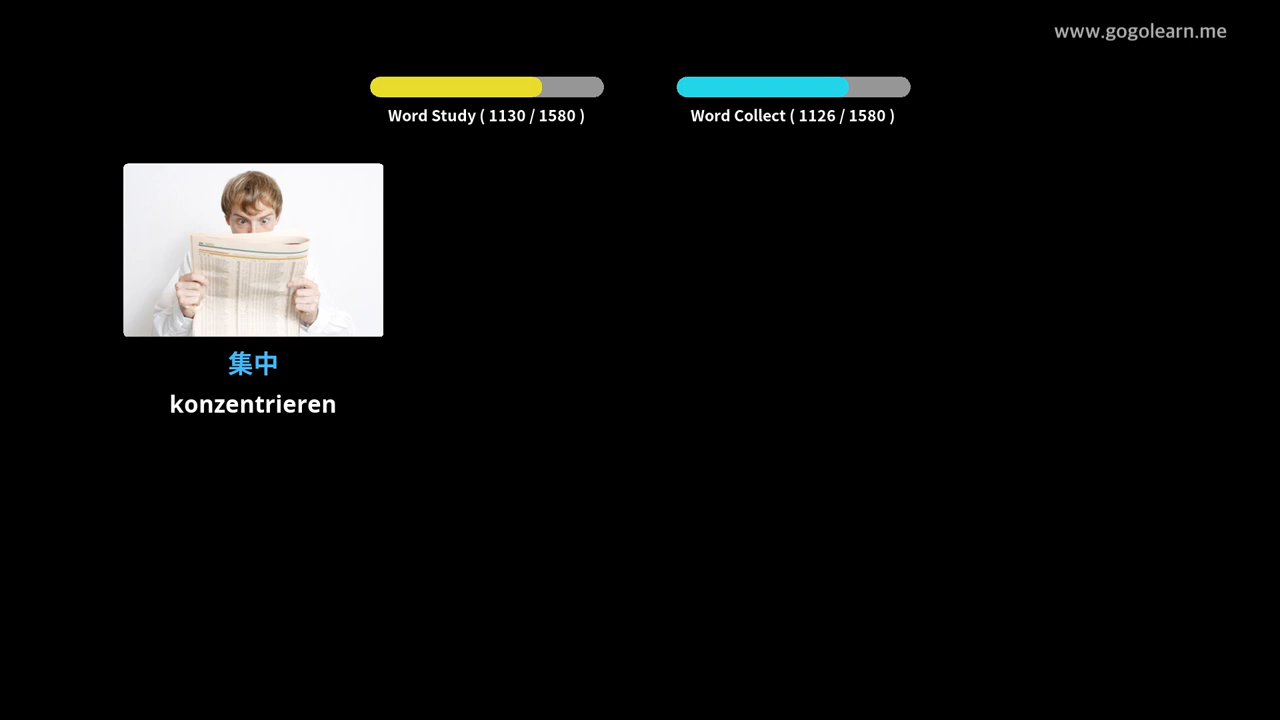 www.gogolearn.me
Word Study ( 1130 / 1580 )
Word Collect ( 1126 / 1580 )
集中
konzentrieren